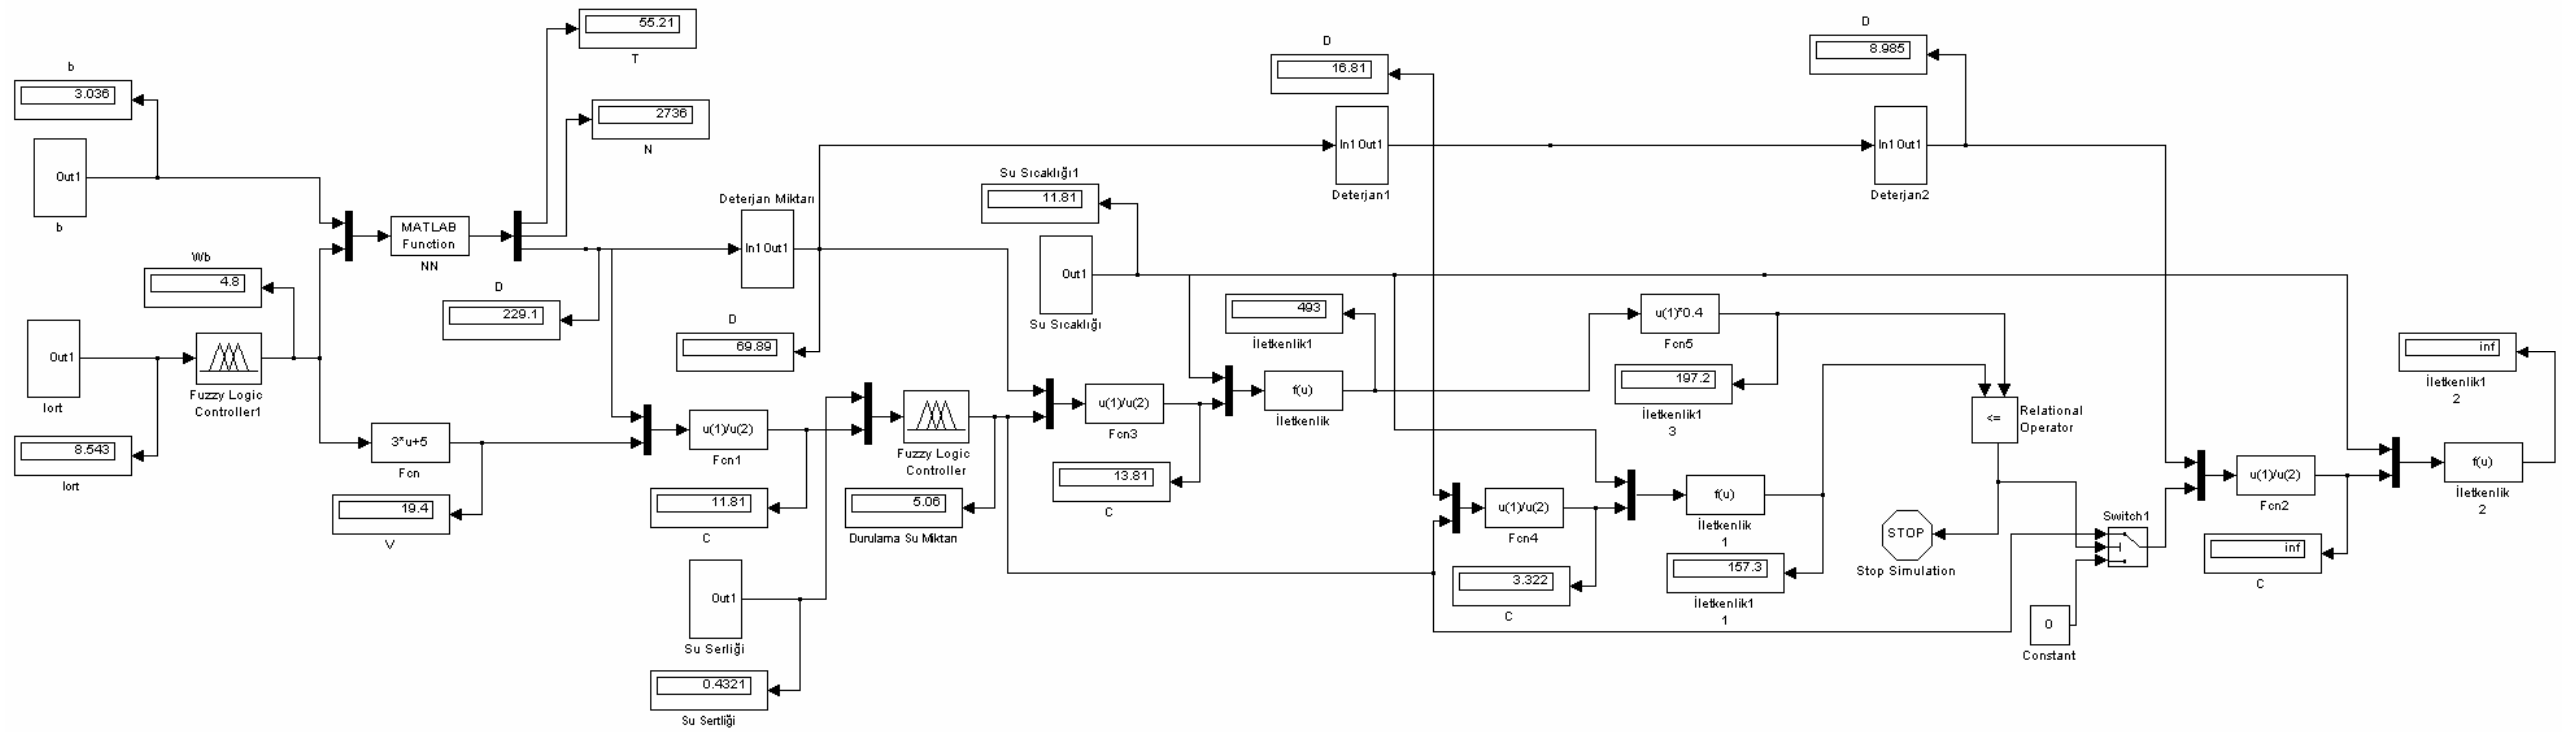 b
3.036
Out1
b
55.21
T
2736
N
MATLAB
Function
NN
Wb
4.8
Out1
Iort
8.543
Iort
Fuzzy Logic
Controller1
3*u+5
Fcn
19.4
V
D
229.1
Deterjan Miktarı
In1 Out1
D
69.89
u(1)/u(2)
Fcn1
11.81
C
Out1
Su Serliği
0.4321
Su Sertliği
Fuzzy Logic
Controller
5.06
Durulama Su Miktarı
Su Sıcaklığı1
11.81
Out1
Su Sıcaklığı
u(1)/u(2)
Fcn3
13.81
C
493
İletkenlik1
f(u)
İletkenlik
D
16.81
In1 Out1
Deterjan1
u(1)*0.4
Fcn5
197.2
İletkenlik1
3
u(1)/u(2)
Fcn4
3.322
C
f(u)
İletkenlik
1
157.3
İletkenlik1
1
D
8.985
In1 Out1
Deterjan2
<=
Relational
Operator
STOP
Stop Simulation
Switch1
0
Constant
u(1)/u(2)
Fcn2
inf
C
inf
İletkenlik1
2
f(u)
İletkenlik
2